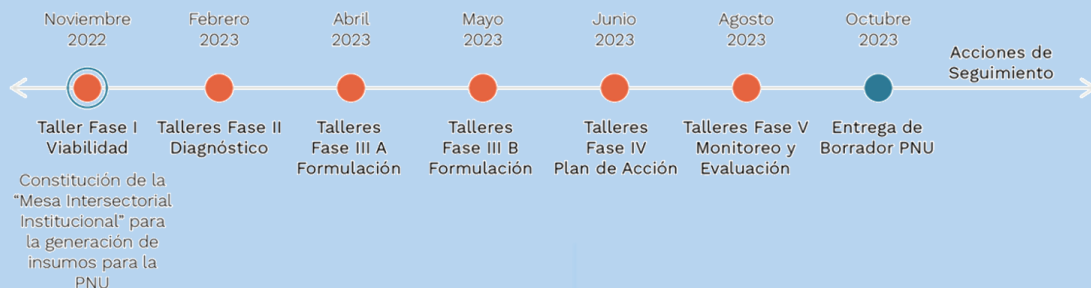 Noviembre
2022
Febrero
2023
Abril
2023
Mayo
2023
Junio
2023
Agosto
2023
Octubre
2023
Acciones de
Seguimiento
Taller Fase I
Viabilidad
Constitución de la
“Mesa Intersectorial
Institucional” para
la generación de
insumos para la
PNU
Talleres Fase II
Diagnóstico
Talleres
Fase III A
Formulación
Talleres
Fase III B
Formulación
Talleres
Fase IV
Plan de Acción
Talleres Fase V
Monitoreo y
Evaluación
Entrega de
Borrador PNU